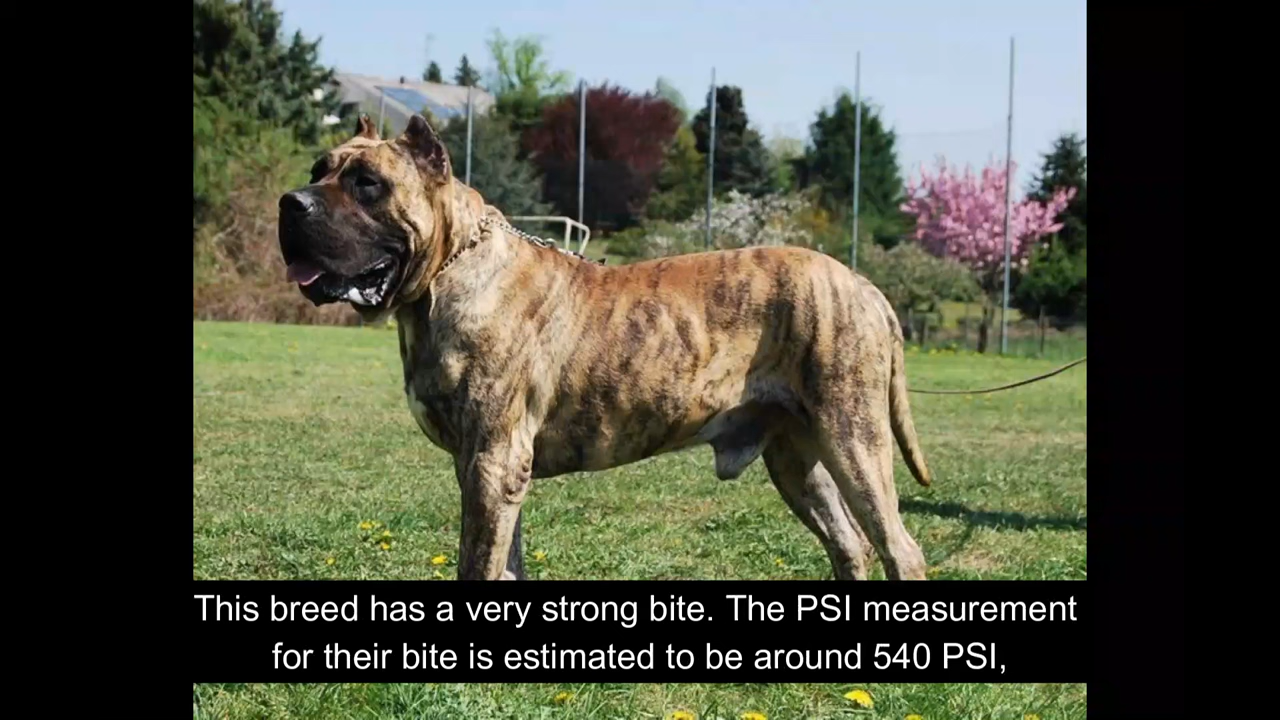 This breed has a very strong bite. The PSI measurement
for their bite is estimated to be around 540 PSI,